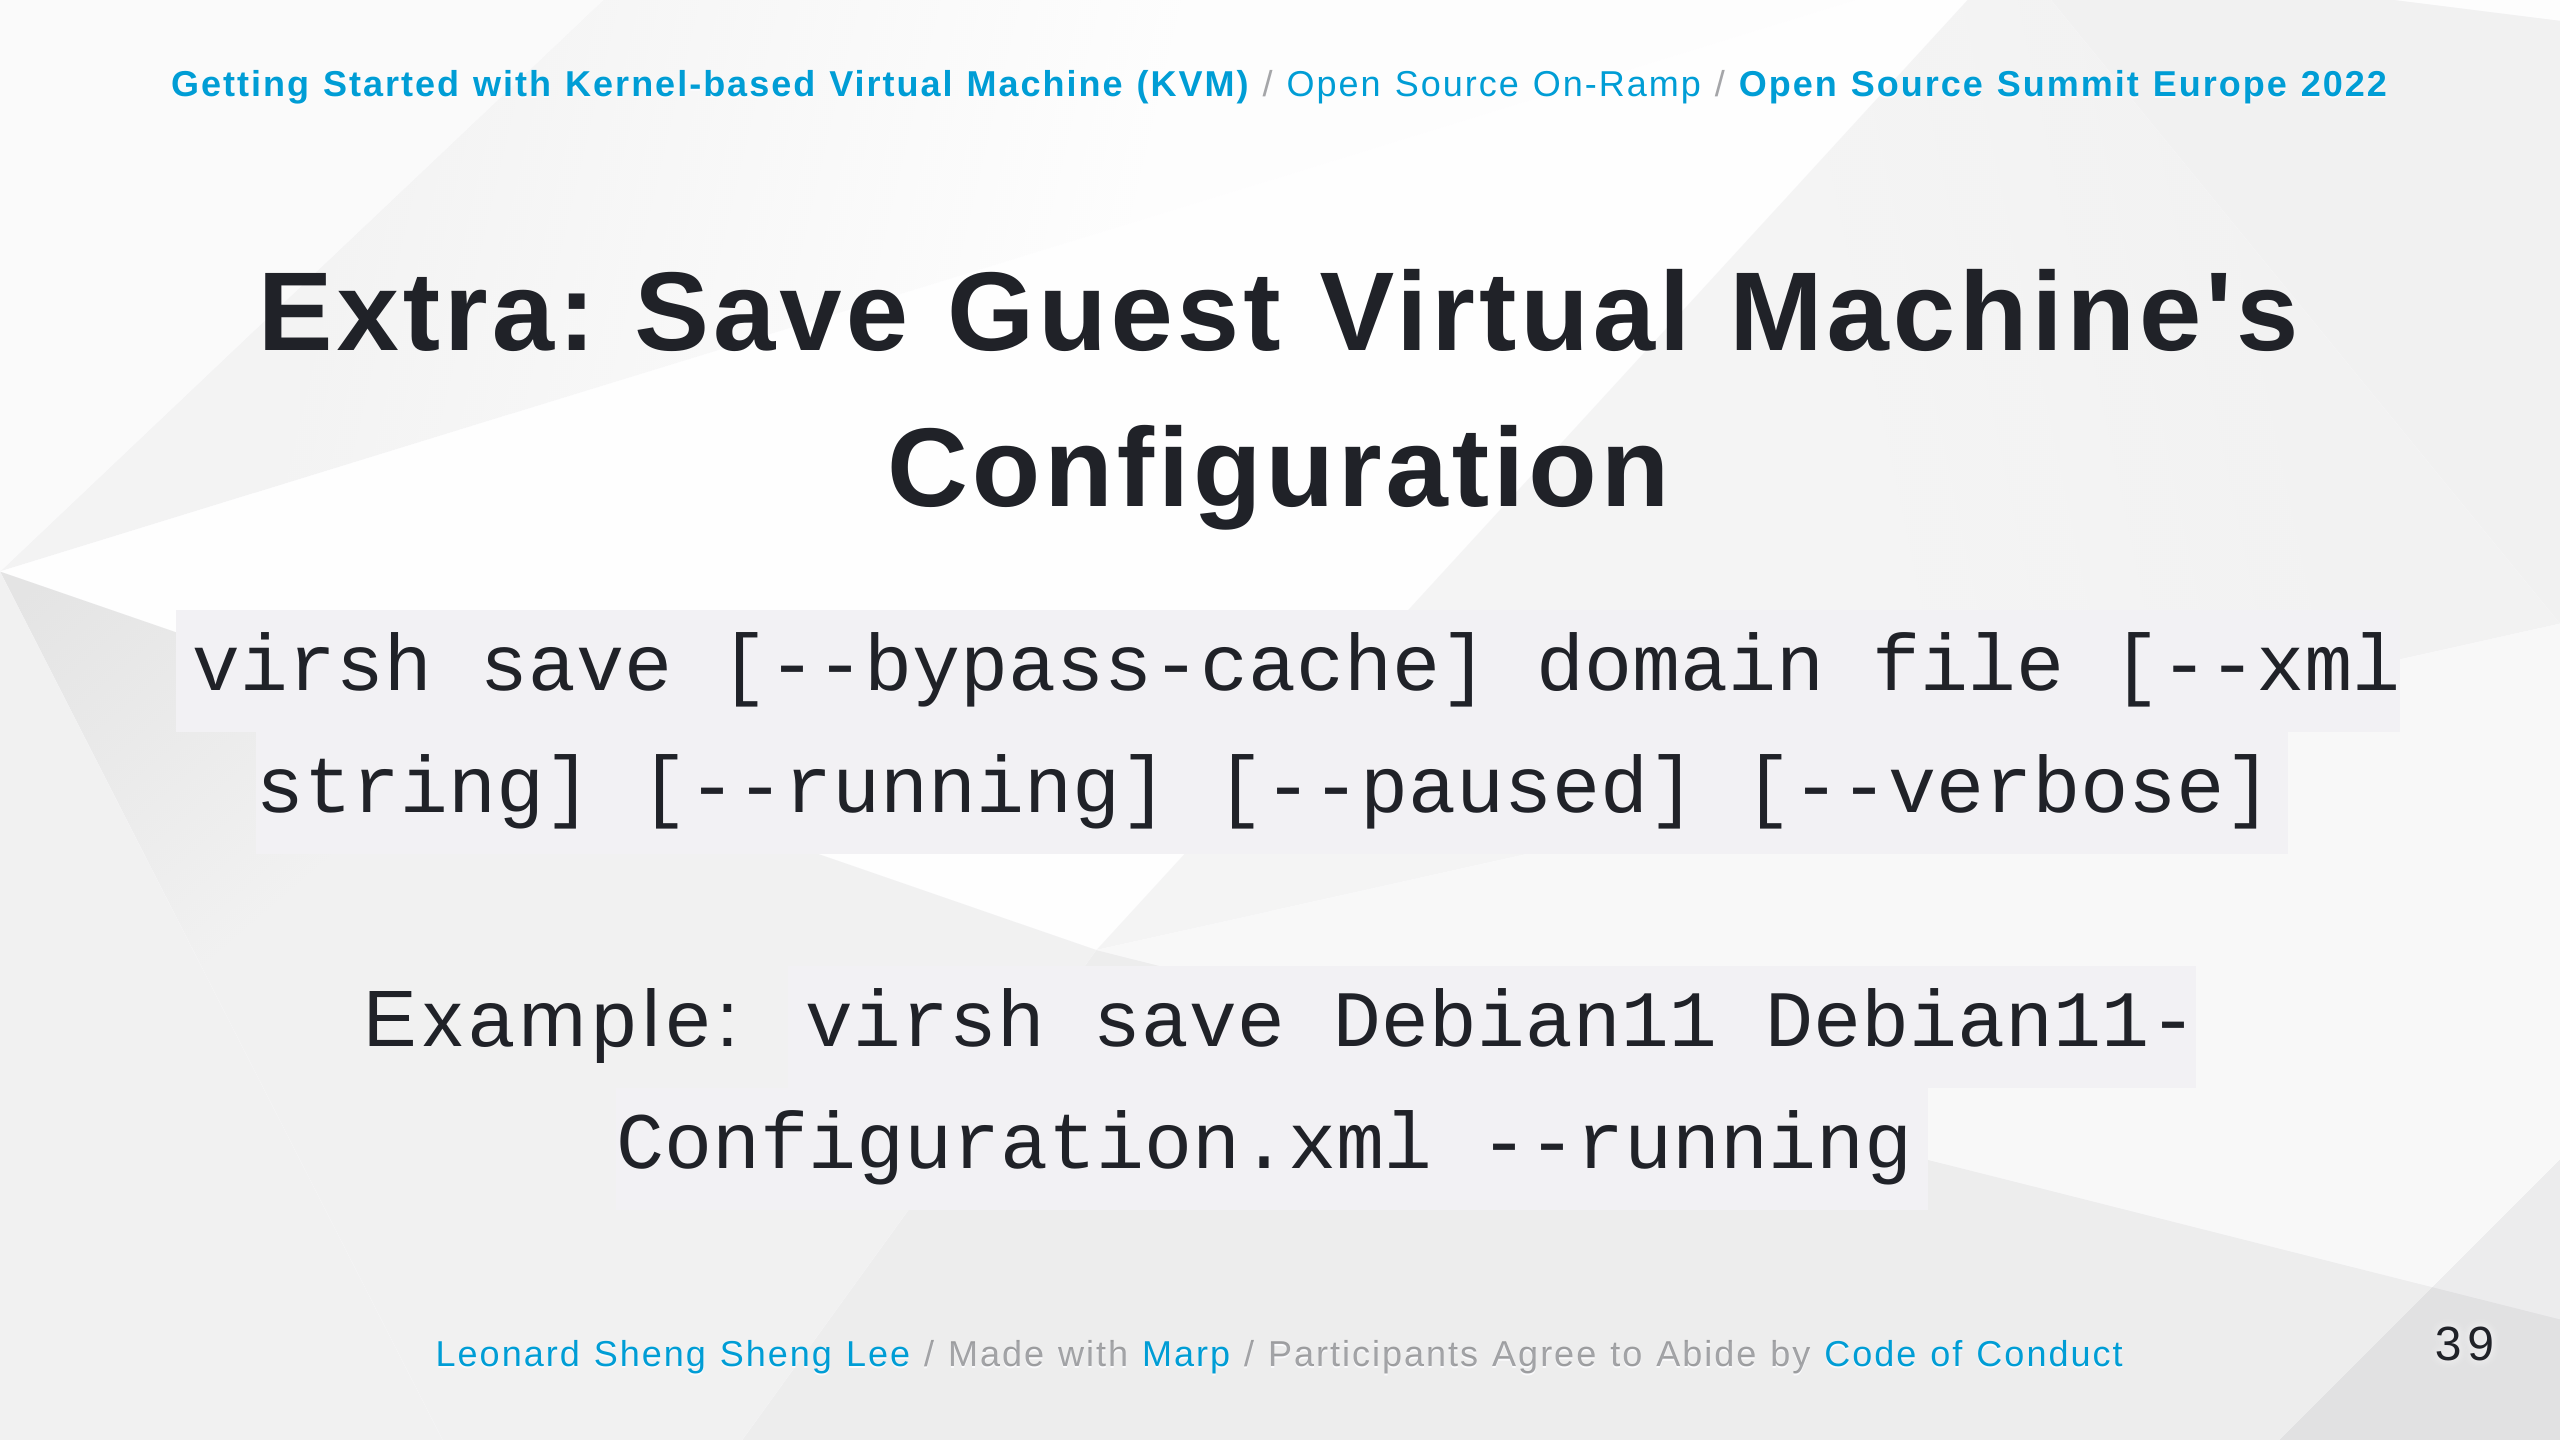 Getting Started with Kernel-based Virtual Machine (KVM) / Open Source On-Ramp / Open Source Summit Europe 2022
Extra: Save Guest Virtual Machine's
Configuration
virsh save [--bypass-cache] domain file [--xml
string] [--running] [--paused] [--verbose]
Example: virsh save Debian11 Debian11-
Configuration.xml --running
Leonard Sheng Sheng Lee / Made with Marp / Participants Agree to Abide by Code of Conduct
39